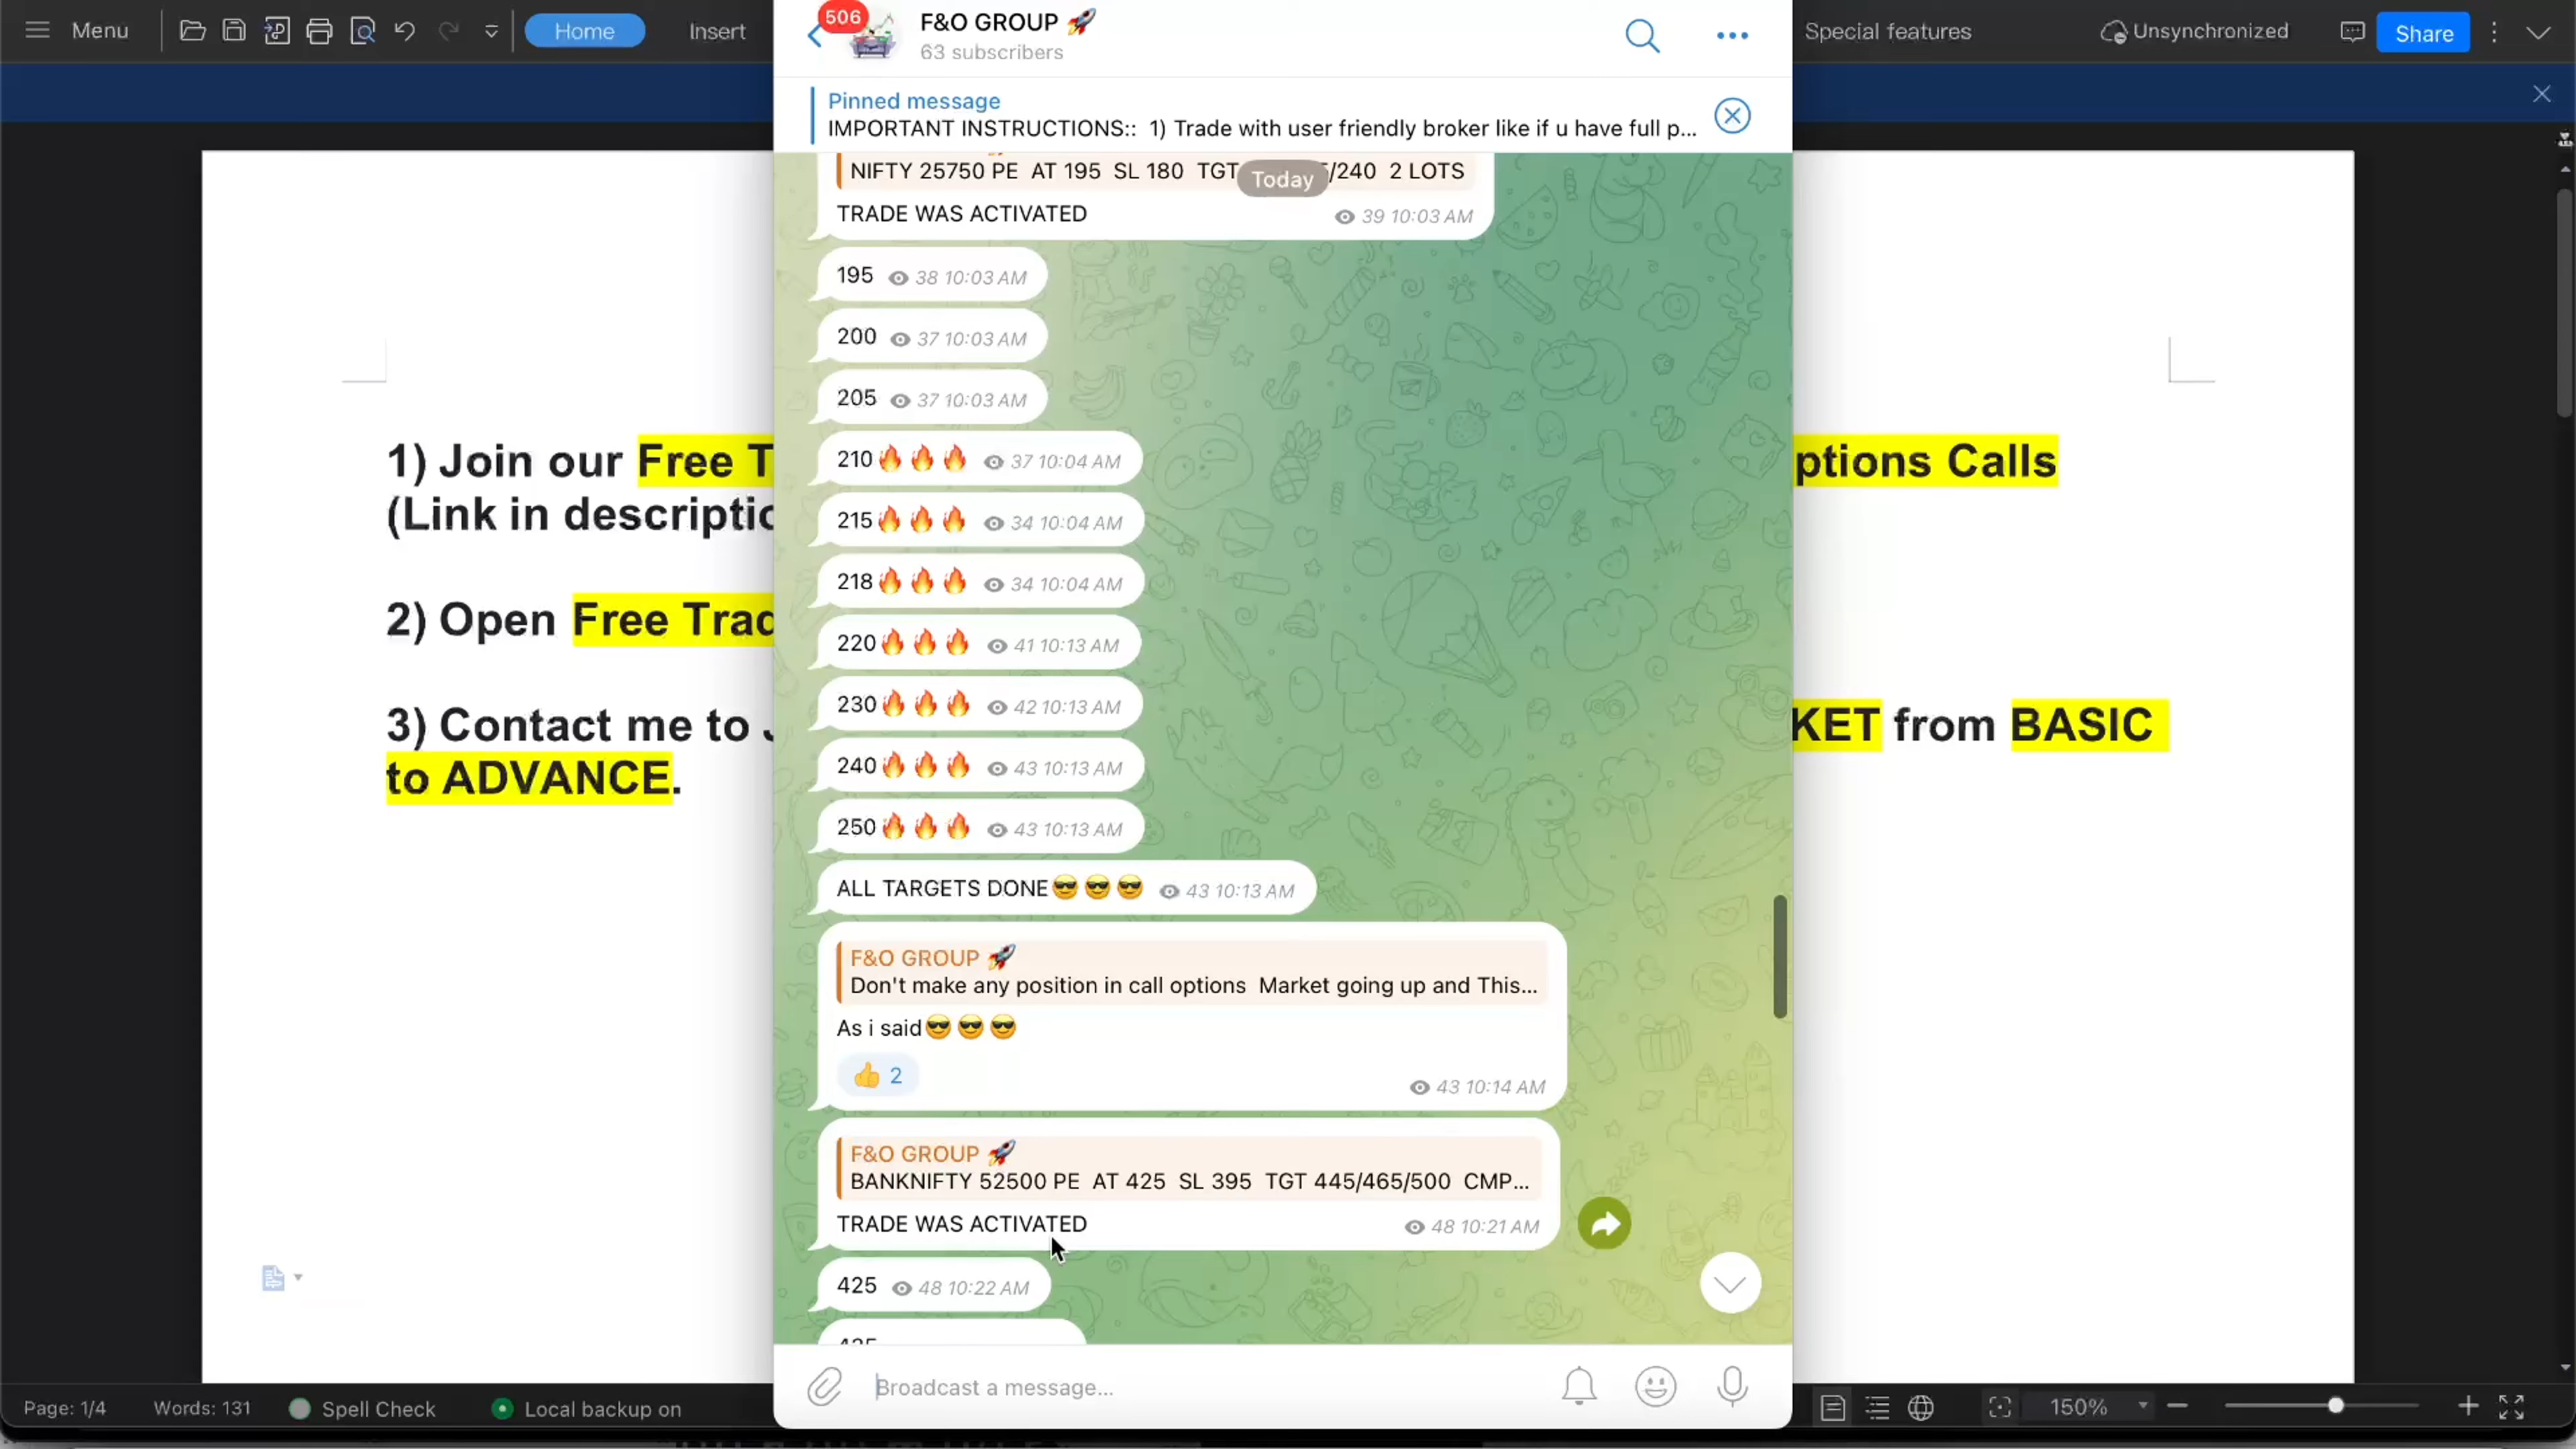 Menu
Home
Insert
Special features
Unsynchronized
Share
506
F&O GROUP 🚀
63 subscribers
Pinned message
IMPORTANT INSTRUCTIONS:: 1) Trade with user friendly broker like if u have full p...
NIFTY 25750 PE AT 195 SL 180 TGT /240 2 LOTS
Today
TRADE WAS ACTIVATED 39 10:03 AM
195 38 10:03 AM
200 37 10:03 AM
205 37 10:03 AM
210🔥🔥🔥 37 10:04 AM
215🔥🔥🔥 34 10:04 AM
218🔥🔥🔥 34 10:04 AM
220🔥🔥🔥 41 10:13 AM
230🔥🔥🔥 42 10:13 AM
240🔥🔥🔥 43 10:13 AM
250🔥🔥🔥 43 10:13 AM
ALL TARGETS DONE😎😎😎 43 10:13 AM
F&O GROUP 🚀
Don't make any position in call options Market going up and This...
As i said😎😎😎
👍 2
43 10:14 AM
F&O GROUP 🚀
BANKNIFTY 52500 PE AT 425 SL 395 TGT 445/465/500 CMP...
TRADE WAS ACTIVATED 48 10:21 AM
425 48 10:22 AM
Broadcast a message...
1) Join our Free T
ptions Calls
(Link in descriptio
2) Open Free Trad
3) Contact me to J
KET from BASIC
to ADVANCE.
Page: 1/4
Words: 131
Spell Check
Local backup on
150%